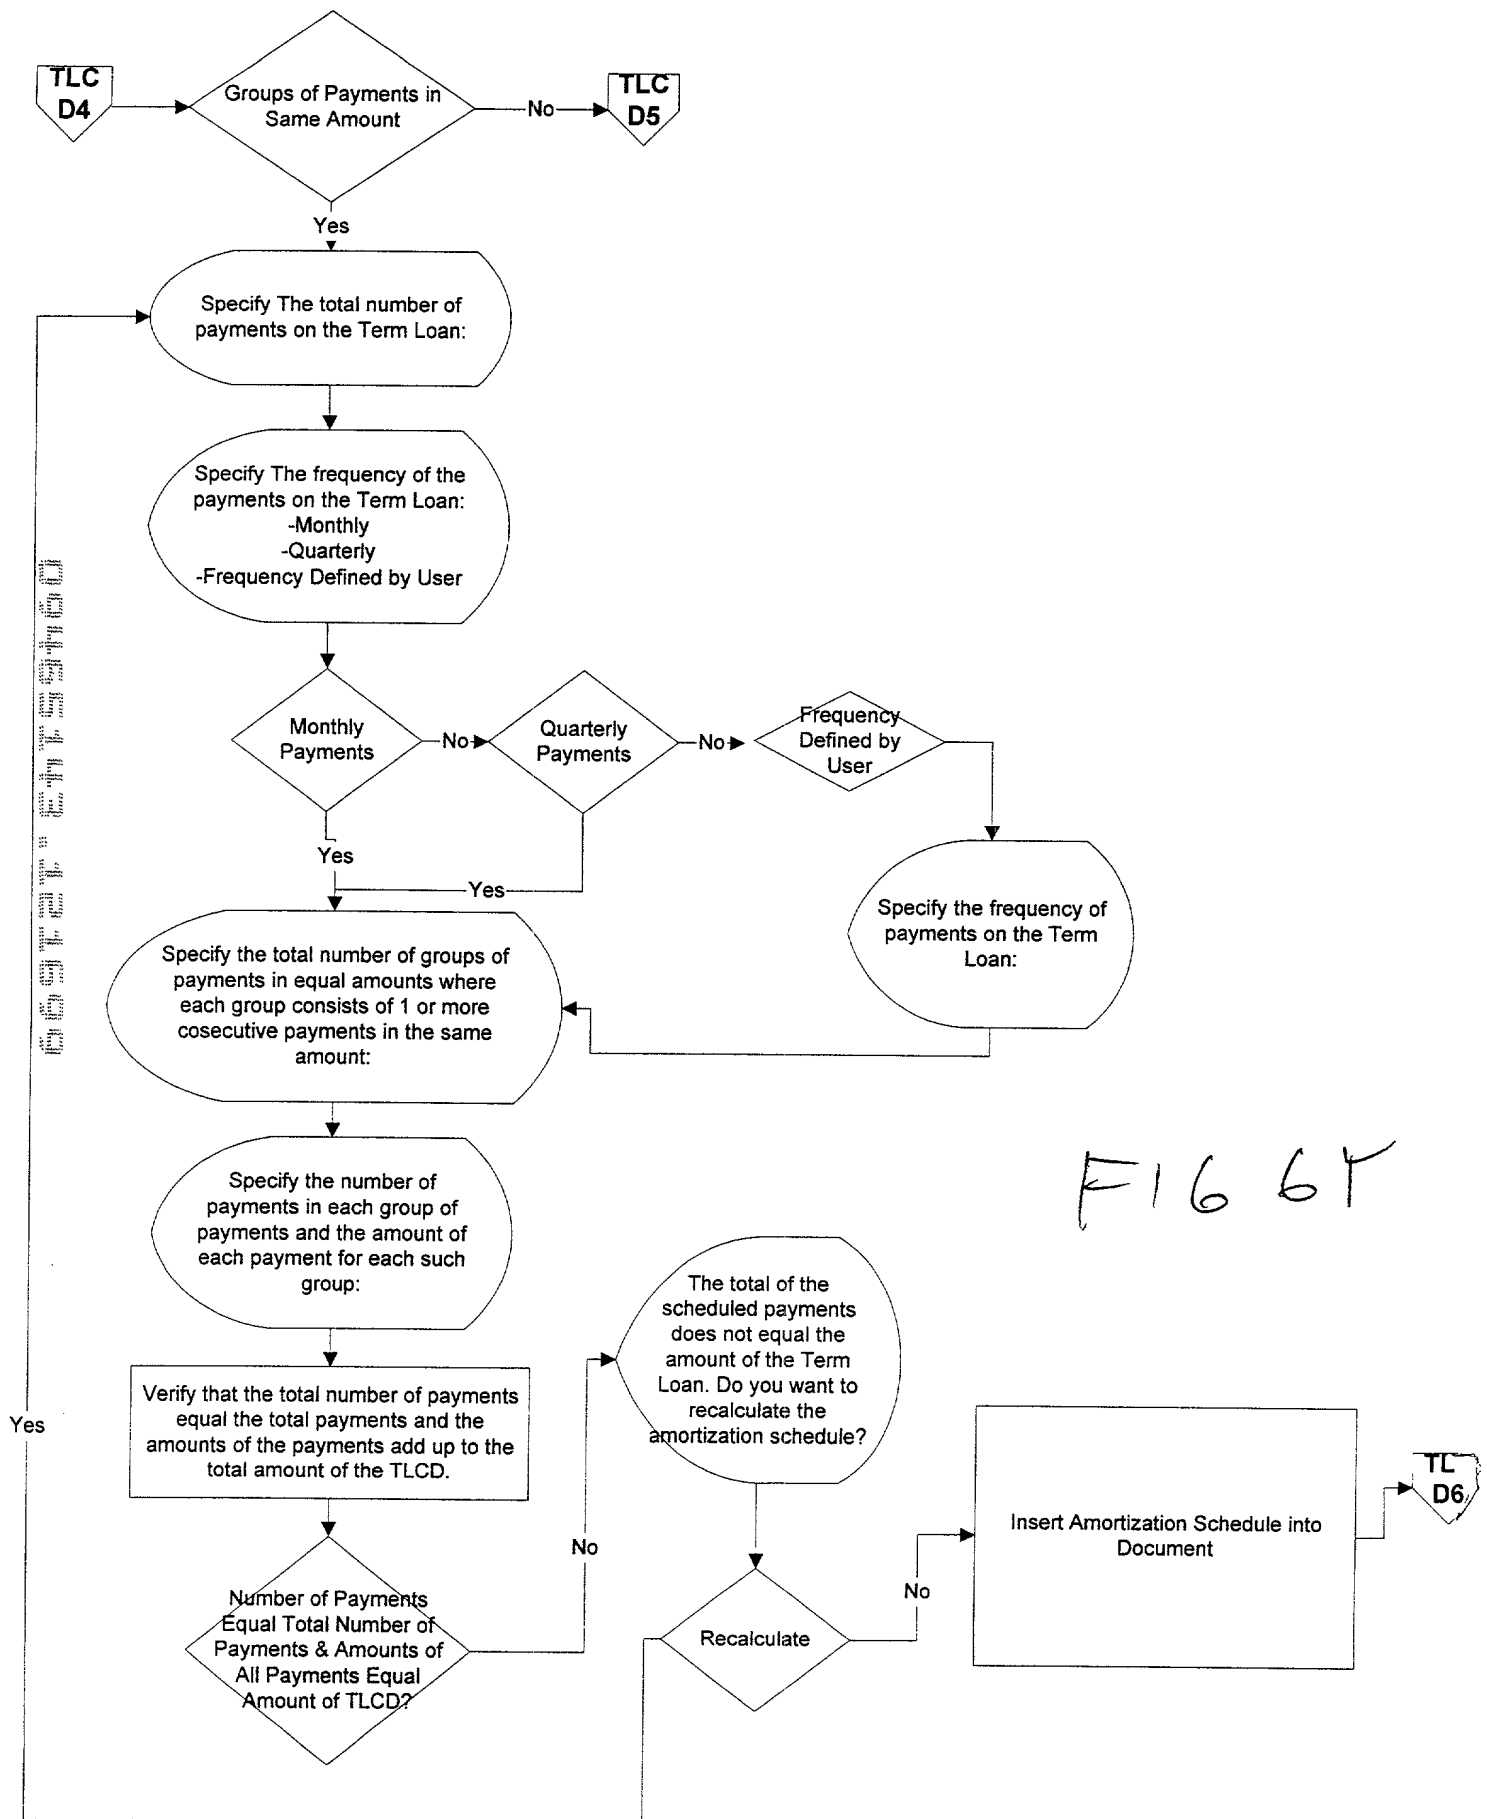 TLC
D4
Groups of Payments in
Same Amount
No
TLC
D5
Yes
Specify The total number of
payments on the Term Loan:
Specify The frequency of the
payments on the Term Loan:
-Monthly
-Quarterly
-Frequency Defined by User
Monthly
Payments
No
Quarterly
Payments
No
Frequency
Defined by
User
Yes
Yes
Specify the frequency of
payments on the Term
Loan:
Specify the total number of groups of
payments in equal amounts where
each group consists of 1 or more
cosecutive payments in the same
amount:
Specify the number of
payments in each group of
payments and the amount of
each payment for each such
group:
FIG 6Y
The total of the
scheduled payments
does not equal the
amount of the Term
Loan. Do you want to
recalculate the
amortization schedule?
Verify that the total number of payments
equal the total payments and the
amounts of the payments add up to the
total amount of the TLCD.
Yes
No
Number of Payments
Equal Total Number of
Payments & Amounts of
All Payments Equal
Amount of TLCD?
Recalculate
No
Insert Amortization Schedule into
Document
TL
D6
09455143.121699